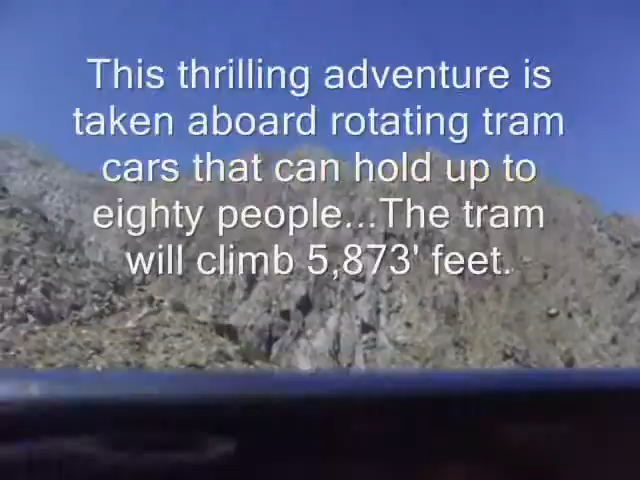 This thrilling adventure is
taken aboard rotating tram
cars that can hold up to
eighty people...The tram
will climb 5,873' feet.